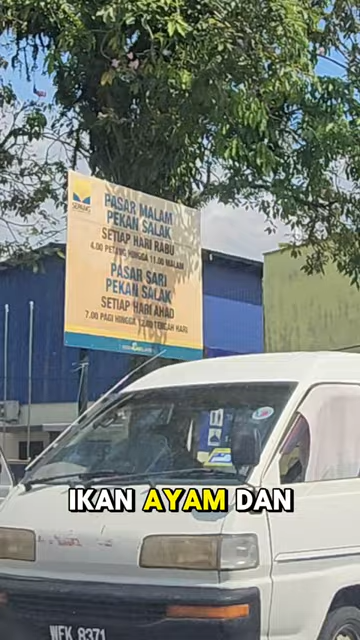 SEPANG
PASAR MALAM
PEKAN SALAK
SETIAP HARI RABU
4.00 PETANG HINGGA 11.00 MALAM
PASAR SARI
PEKAN SALAK
SETIAP HARI AHAD
7.00 PAGI HINGGA 12.00 TENGAH HARI
IKAN AYAM DAN
WFK 8371